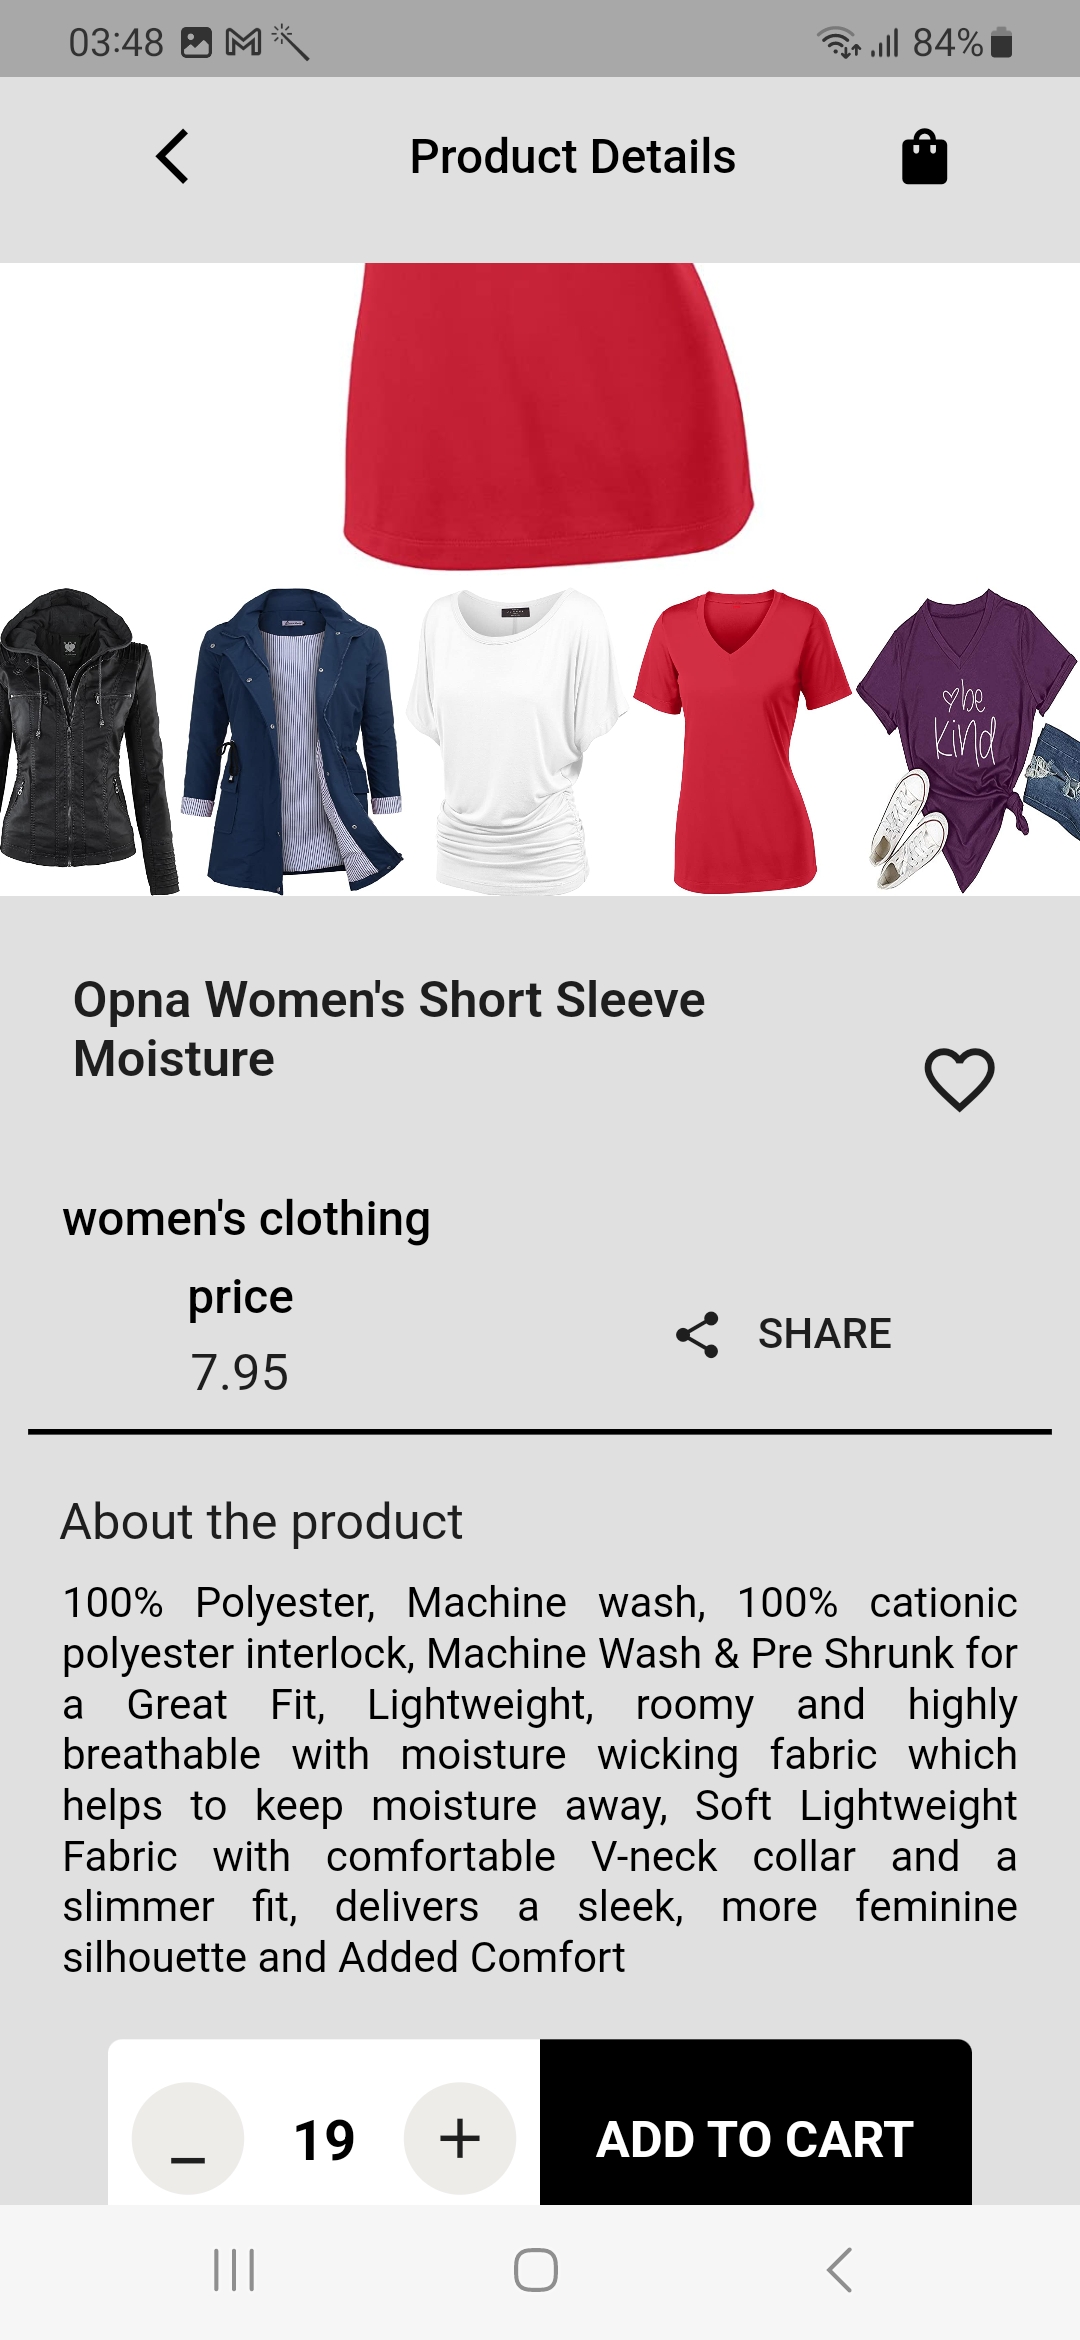 03:48
84%
Product Details
be
kind
Opna Women's Short Sleeve
Moisture
women's clothing
price
7.95
SHARE
About the product
100% Polyester, Machine wash, 100% cationic
polyester interlock, Machine Wash & Pre Shrunk for
a Great Fit, Lightweight, roomy and highly
breathable with moisture wicking fabric which
helps to keep moisture away, Soft Lightweight
Fabric with comfortable V-neck collar and a
slimmer fit, delivers a sleek, more feminine
silhouette and Added Comfort
19
ADD TO CART